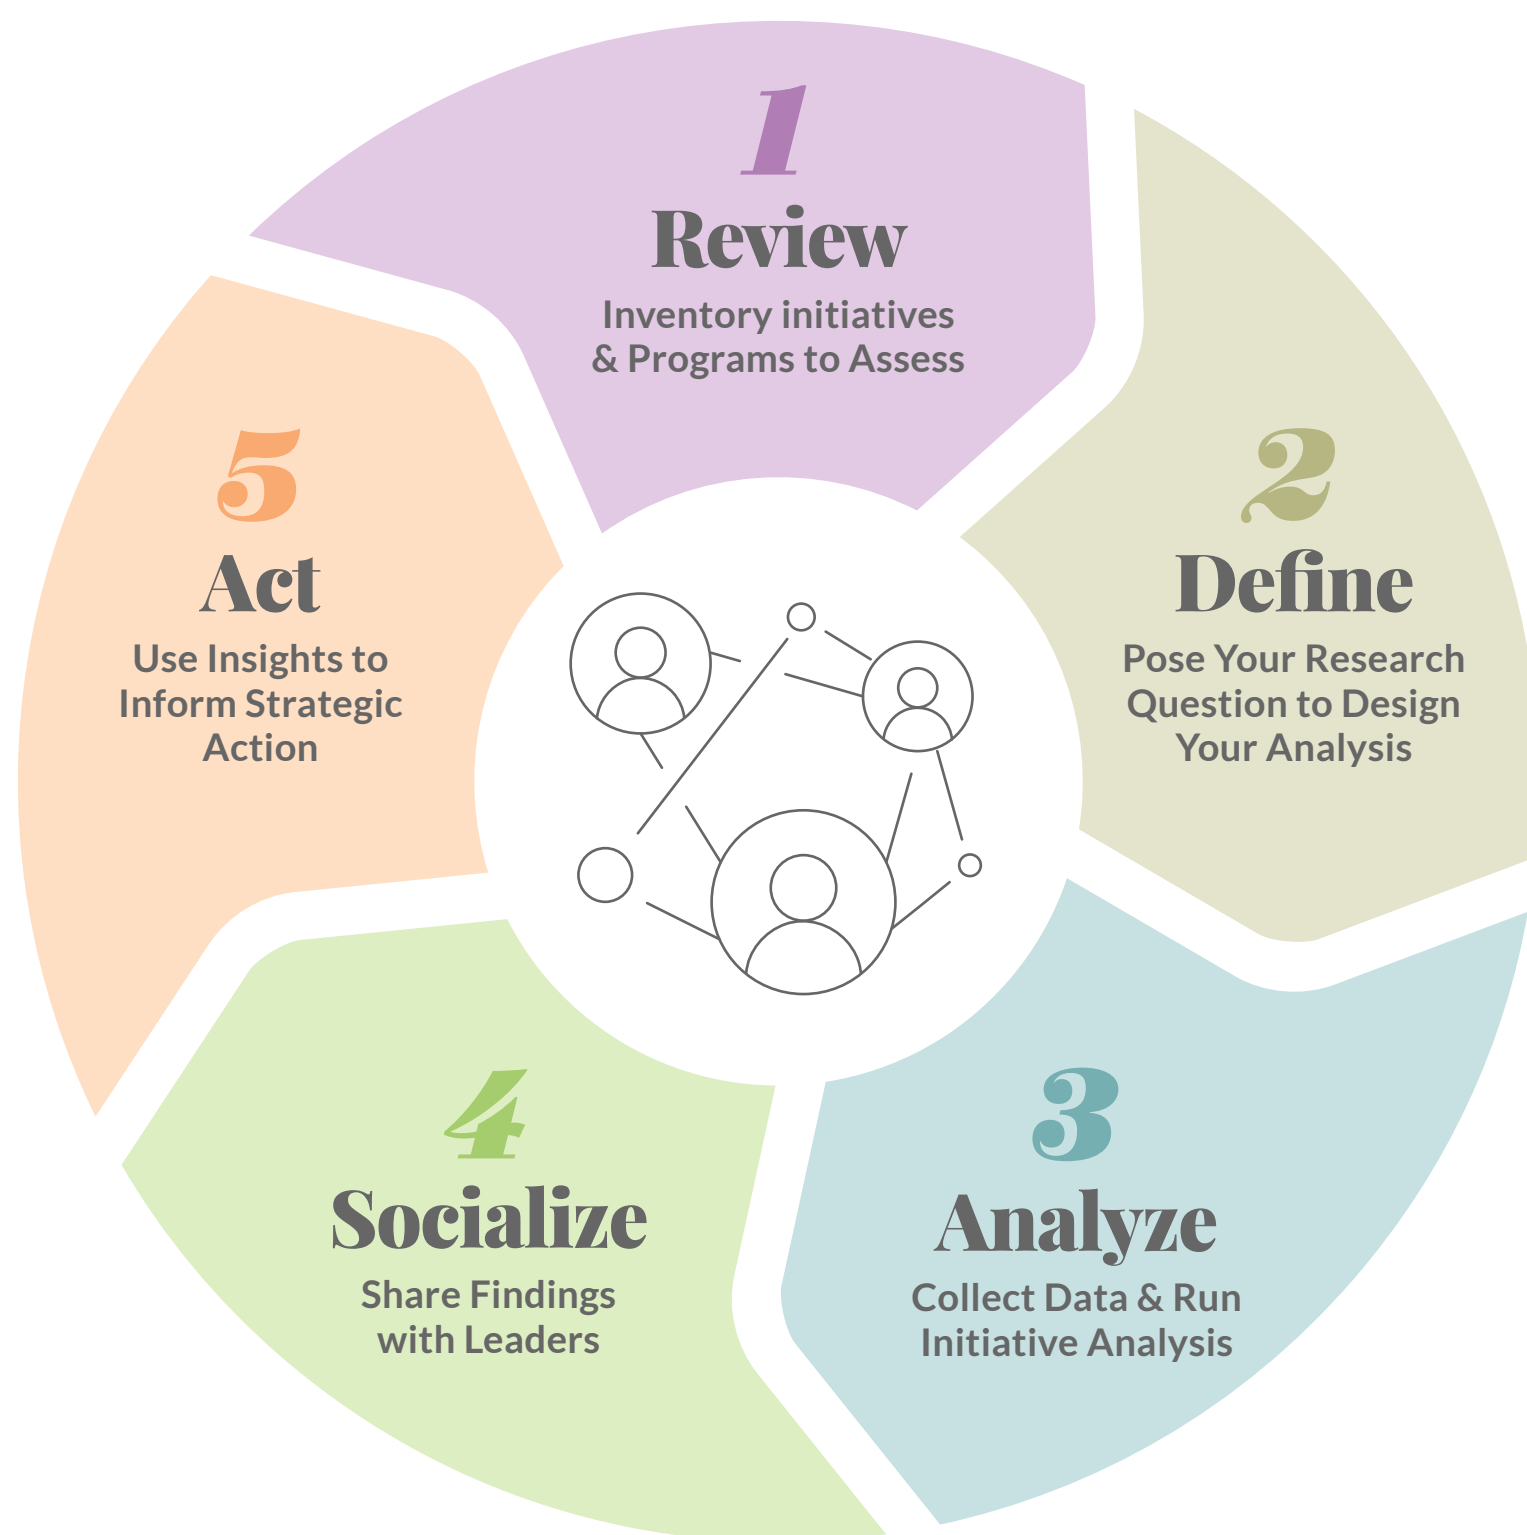 1
Review
Inventory initiatives
& Programs to Assess
2
Define
Pose Your Research
Question to Design
Your Analysis
3
Analyze
Collect Data & Run
Initiative Analysis
4
Socialize
Share Findings
with Leaders
5
Act
Use Insights to
Inform Strategic
Action